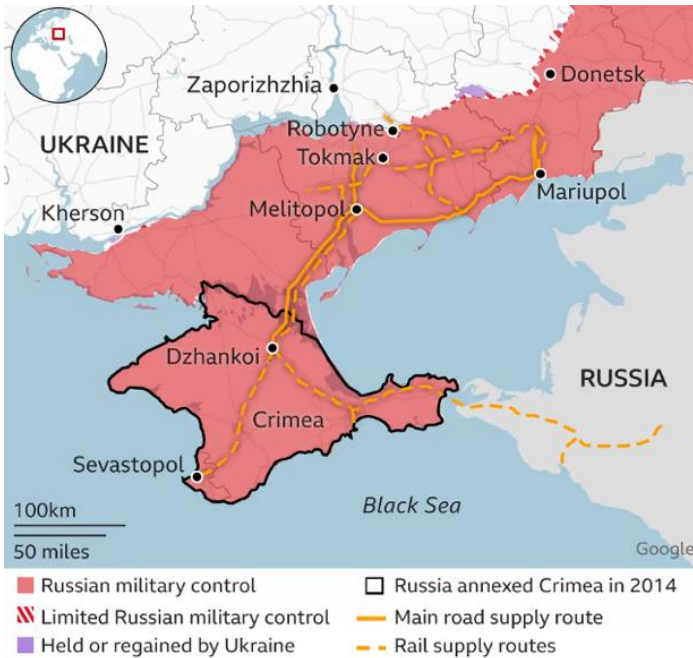 Zaporizhzhia
Donetsk
UKRAINE
Robotyne
Tokmak
Mariupol
Melitopol
Kherson
Dzhankoi
RUSSIA
Crimea
Sevastopol
Black Sea
100km
50 miles
Google
Russian military control
Russia annexed Crimea in 2014
Limited Russian military control
Main road supply route
Held or regained by Ukraine
Rail supply routes